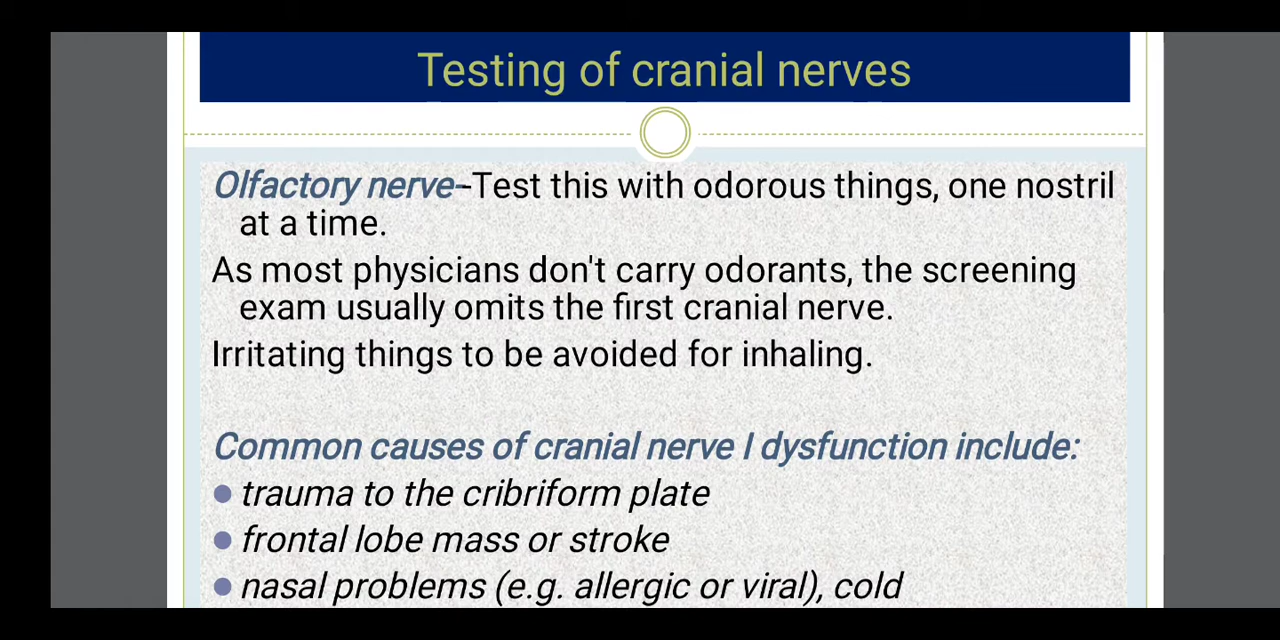 Testing of cranial nerves
Olfactory nerve-Test this with odorous things, one nostril
at a time.
As most physicians don't carry odorants, the screening
exam usually omits the first cranial nerve.
Irritating things to be avoided for inhaling.
Common causes of cranial nerve I dysfunction include:
● trauma to the cribriform plate
● frontal lobe mass or stroke
● nasal problems (e.g. allergic or viral), cold